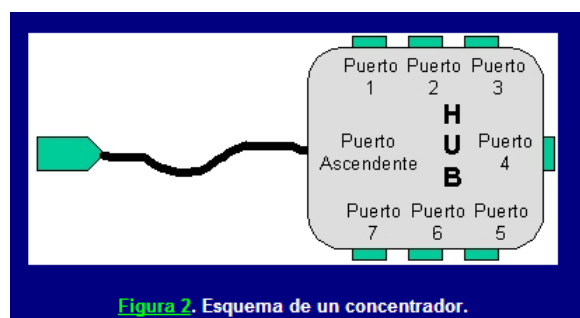 Puerto 1
Puerto 2
Puerto 3
Puerto Ascendente
HUB
Puerto 4
Puerto 7
Puerto 6
Puerto 5
Figura 2. Esquema de un concentrador.